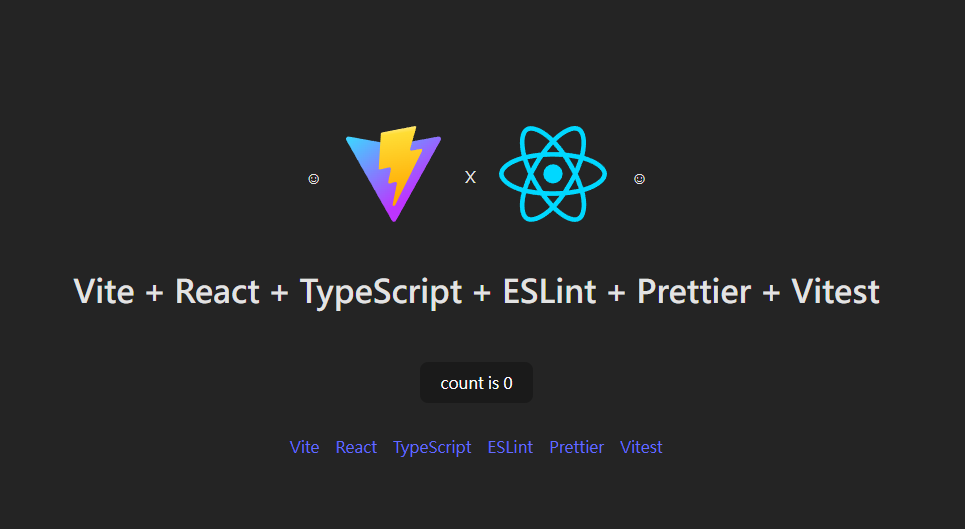 ☺ X ☺
Vite + React + TypeScript + ESLint + Prettier + Vitest
count is 0
Vite React TypeScript ESLint Prettier Vitest